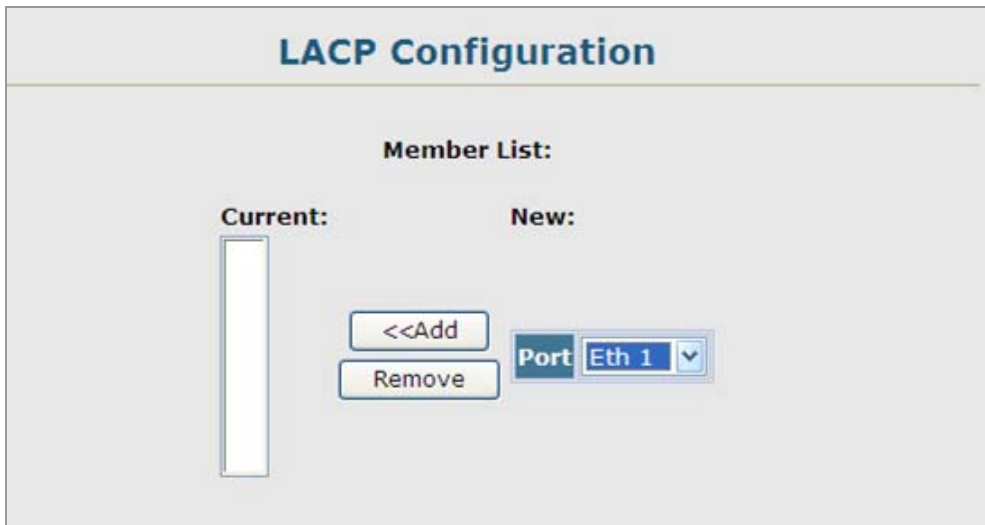 LACP Configuration
Member List:
Current: New:
<<Add
Remove
Port Eth 1